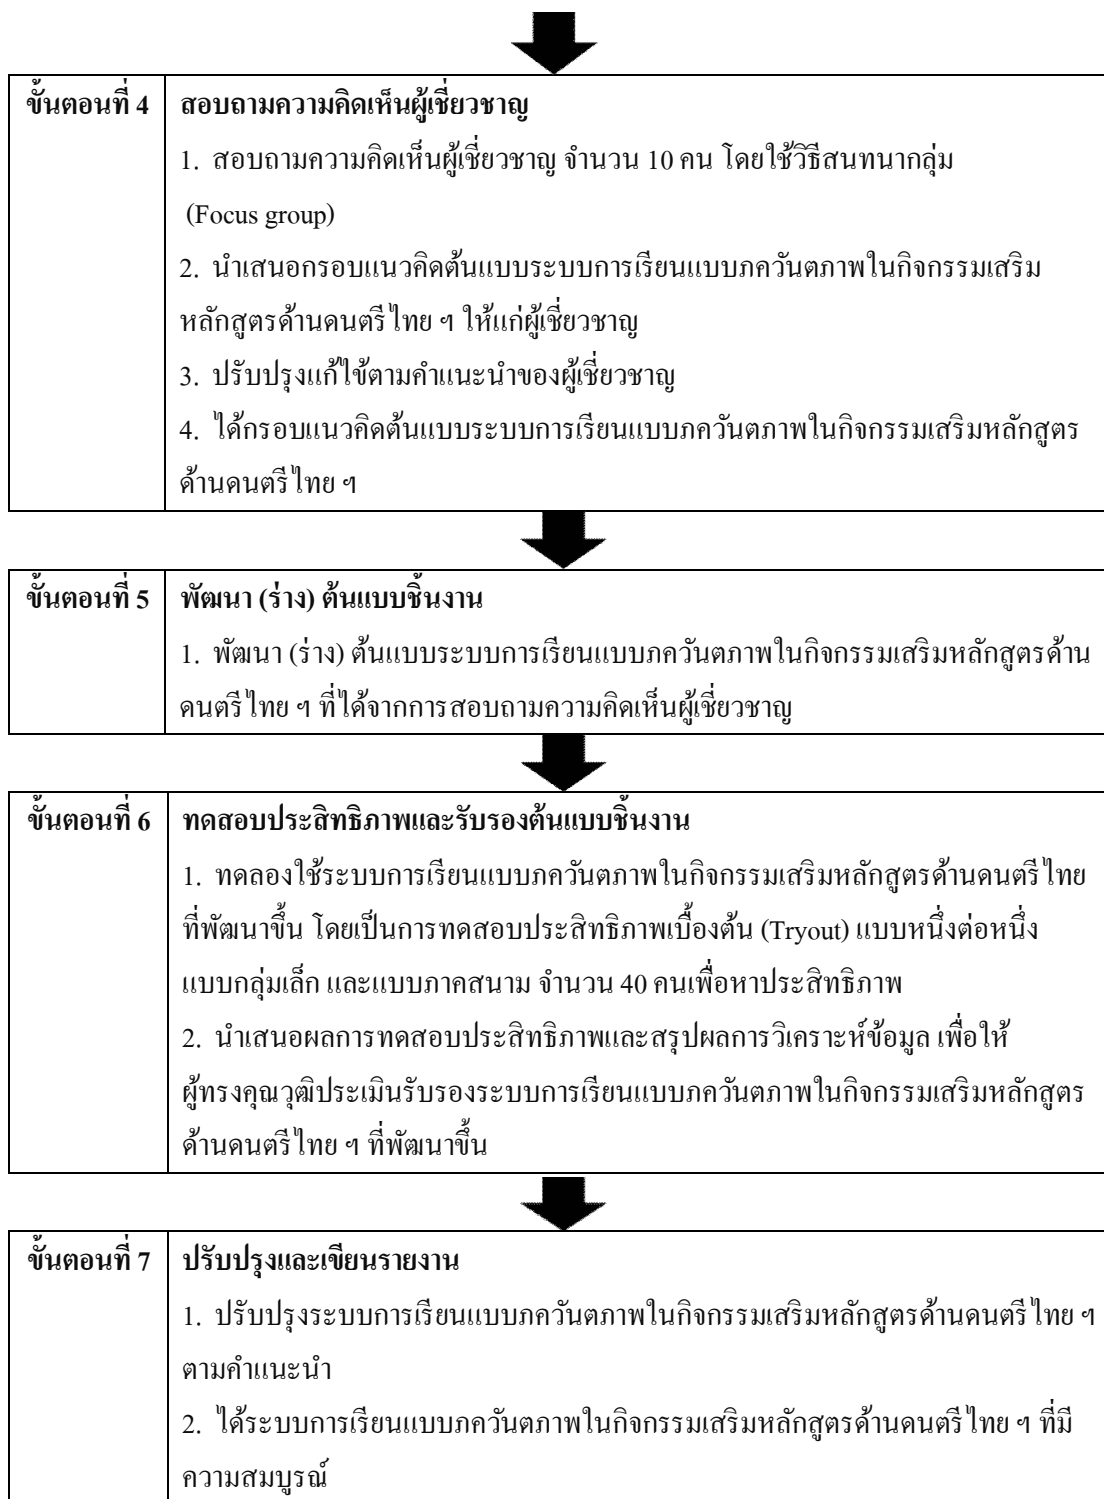 ขั้นตอนที่ 4
สอบถามความคิดเห็นผู้เชี่ยวชาญ
1. สอบถามความคิดเห็นผู้เชี่ยวชาญ จำนวน 10 คน โดยใช้วิธีสนทนากลุ่ม
(Focus group)
2. นำเสนอกรอบแนวคิดต้นแบบระบบการเรียนแบบภควันตภาพในกิจกรรมเสริม
หลักสูตรด้านดนตรีไทย ฯ ให้แก่ผู้เชี่ยวชาญ
3. ปรับปรุงแก้ไข้ตามคำแนะนำของผู้เชี่ยวชาญ
4. ได้กรอบแนวคิดต้นแบบระบบการเรียนแบบภควันตภาพในกิจกรรมเสริมหลักสูตร
ด้านดนตรีไทย ฯ
ขั้นตอนที่ 5
พัฒนา (ร่าง) ต้นแบบชิ้นงาน
1. พัฒนา (ร่าง) ต้นแบบระบบการเรียนแบบภควันตภาพในกิจกรรมเสริมหลักสูตรด้าน
ดนตรีไทย ฯ ที่ได้จากการสอบถามความคิดเห็นผู้เชี่ยวชาญ
ขั้นตอนที่ 6
ทดสอบประสิทธิภาพและรับรองต้นแบบชิ้นงาน
1. ทดลองใช้ระบบการเรียนแบบภควันตภาพในกิจกรรมเสริมหลักสูตรด้านดนตรีไทย
ที่พัฒนาขึ้น โดยเป็นการทดสอบประสิทธิภาพเบื้องต้น (Tryout) แบบหนึ่งต่อหนึ่ง
แบบกลุ่มเล็ก และแบบภาคสนาม จำนวน 40 คนเพื่อหาประสิทธิภาพ
2. นำเสนอผลการทดสอบประสิทธิภาพและสรุปผลการวิเคราะห์ข้อมูล เพื่อให้
ผู้ทรงคุณวุฒิประเมินรับรองระบบการเรียนแบบภควันตภาพในกิจกรรมเสริมหลักสูตร
ด้านดนตรีไทย ฯ ที่พัฒนาขึ้น
ขั้นตอนที่ 7
ปรับปรุงและเขียนรายงาน
1. ปรับปรุงระบบการเรียนแบบภควันตภาพในกิจกรรมเสริมหลักสูตรด้านดนตรีไทย ฯ
ตามคำแนะนำ
2. ได้ระบบการเรียนแบบภควันตภาพในกิจกรรมเสริมหลักสูตรด้านดนตรีไทย ฯ ที่มี
ความสมบูรณ์